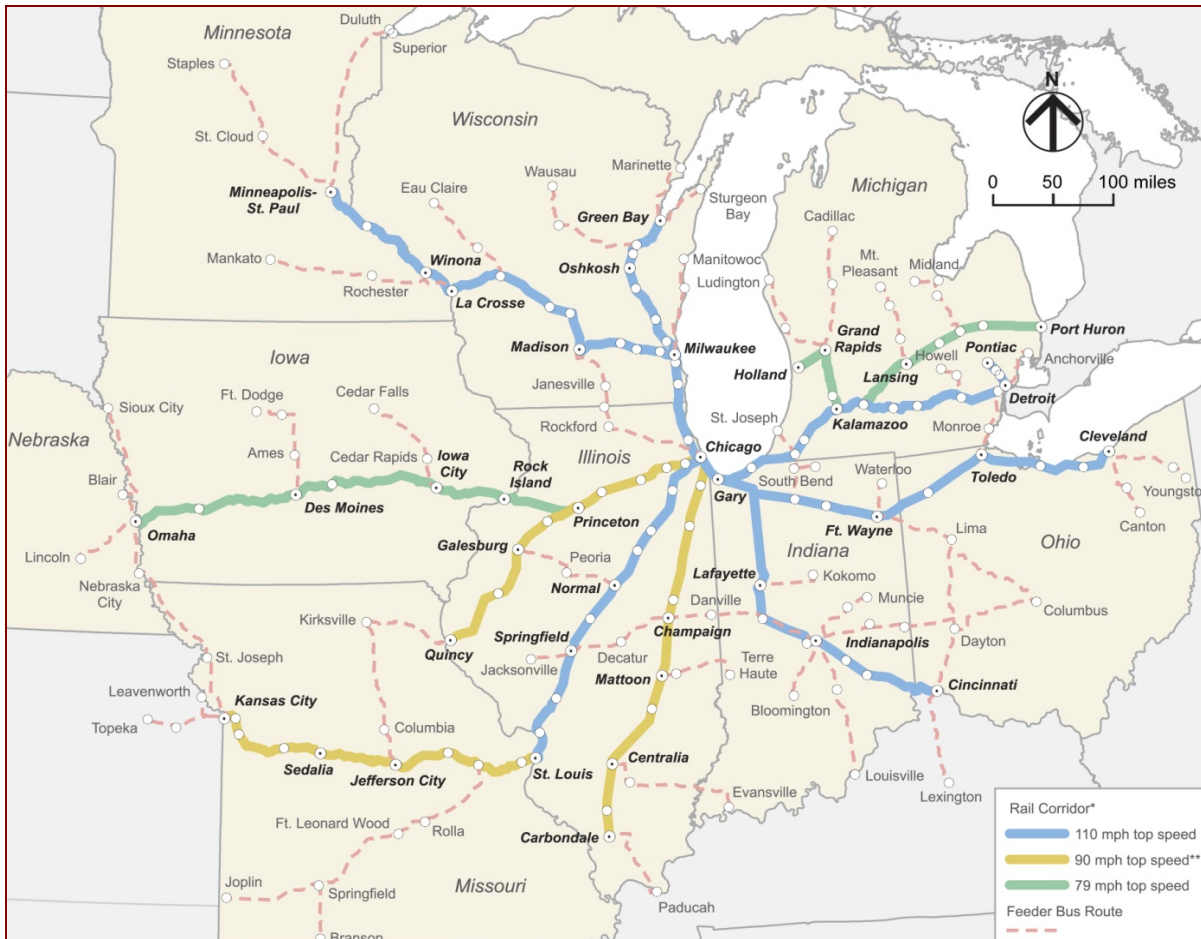 Duluth
Minnesota
Superior
Staples
N
Wisconsin
St. Cloud
Marinette
Wausau
Michigan
0 50 100 miles
Eau Claire
Minneapolis-
St. Paul
Sturgeon
Bay
Green Bay
Cadillac
Mt.
Pleasant
Mankato
Winona
Oshkosh
Manitowoc
Midland
Ludington
Rochester
La Crosse
Port Huron
Grand
Rapids
Pontiac
Madison
Milwaukee
Iowa
Holland
Lansing
Howell
Anchorville
Janesville
Detroit
Ft. Dodge
Cedar Falls
Sioux City
St. Joseph
Kalamazoo
Rockford
Monroe
Nebraska
Chicago
Cleveland
Ames
Cedar Rapids
Iowa
City
Illinois
Rock
Island
Waterloo
Blair
South Bend
Gary
Toledo
Youngstow
Des Moines
Princeton
Canton
Omaha
Ft. Wayne
Lima
Galesburg
Indiana
Ohio
Lincoln
Peoria
Lafayette
Kokomo
Nebraska
City
Normal
Muncie
Danville
Columbus
Kirksville
Springfield
Champaign
Indianapolis
Dayton
Quincy
St. Joseph
Jacksonville
Decatur
Terre
Haute
Mattoon
Leavenworth
Cincinnati
Kansas City
Bloomington
Topeka
Columbia
Sedalia
Jefferson City
St. Louis
Centralia
Louisville
Lexington
Evansville
Rail Corridor*
Ft. Leonard Wood
Rolla
Carbondale
110 mph top speed
90 mph top speed**
79 mph top speed
Joplin
Springfield
Missouri
Paducah
Feeder Bus Route
Branson